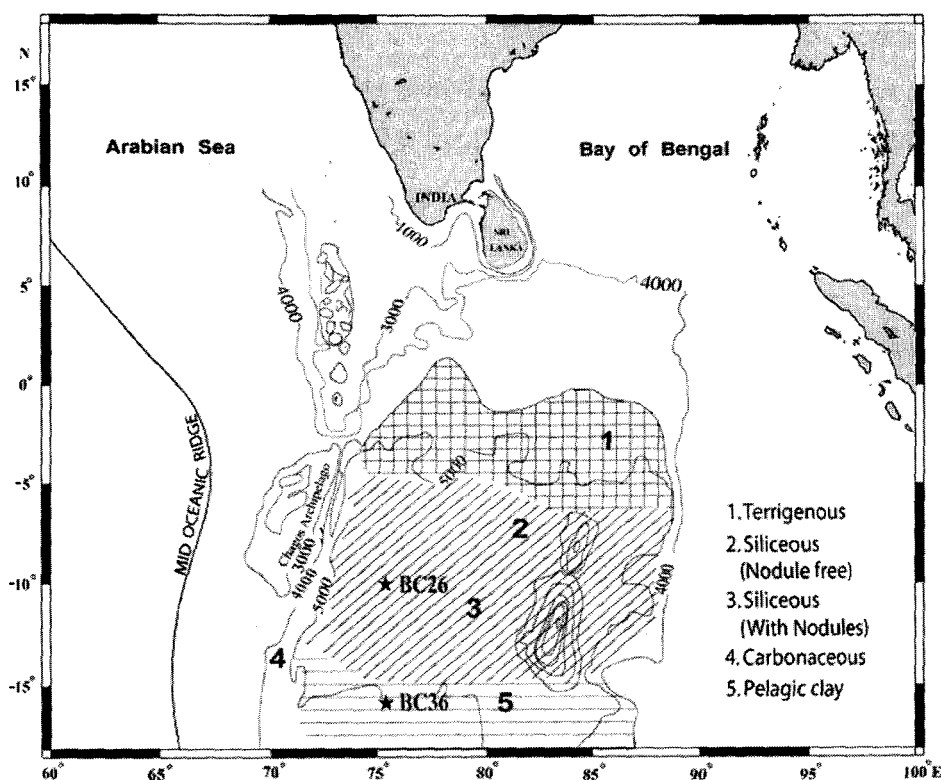 N
15°
10°
5°
0°
-5°
-10°
-15°
60°
65°
70°
75°
80°
85°
90°
95°
100°E
Arabian Sea
Bay of Bengal
INDIA
SRI
LANKA
1000
4000
3000
4000
MID OCEANIC RIDGE
Chagos Archipelago
3000
4000
5000
5000
4000
1
2
3
4
5
★ BC26
★ BC36
1. Terrigenous
2. Siliceous
(Nodule free)
3. Siliceous
(With Nodules)
4. Carbonaceous
5. Pelagic clay